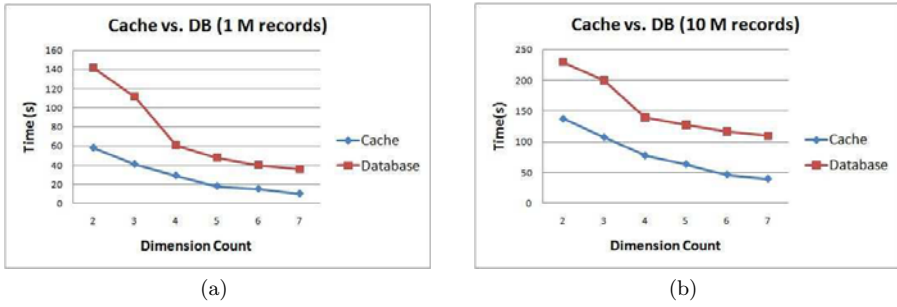 Cache vs. DB (1 M records)
160
140
120
100
80
60
40
20
0
Time (s)
2 3 4 5 6 7
Dimension Count
Cache
Database
(a)
Cache vs. DB (10 M records)
250
200
150
100
50
0
Time(s)
2 3 4 5 6 7
Dimension Count
Cache
Database
(b)